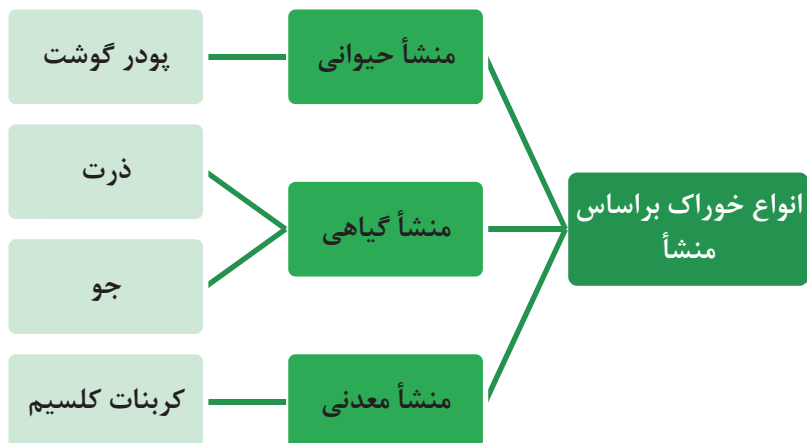 انواع خوراک براساس
منشأ
منشأ حیوانی
پودر گوشت
منشأ گیاهی
ذرت
جو
منشأ معدنی
کربنات کلسیم